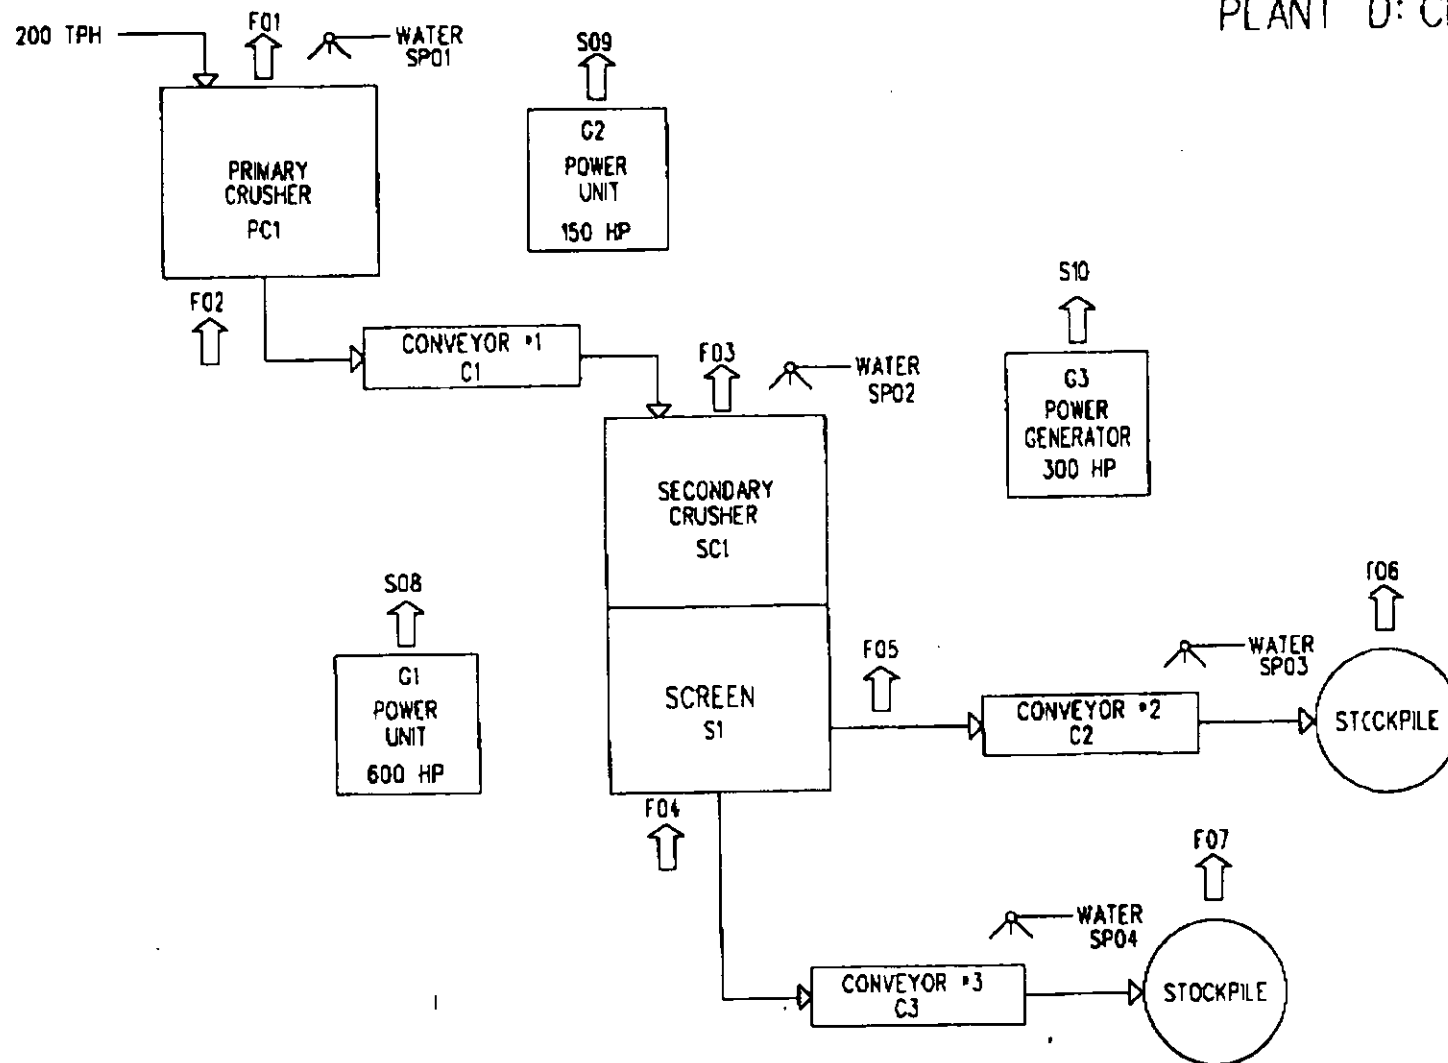 PLANT D:
200 TPH
F01
WATER
SP01
S09
PRIMARY
CRUSHER
PC1
G2
POWER
UNIT
150 HP
F02
CONVEYOR #1
C1
F03
WATER
SP02
S10
G3
POWER
GENERATOR
300 HP
SECONDARY
CRUSHER
SC1
S08
G1
POWER
UNIT
600 HP
SCREEN
S1
F05
CONVEYOR #2
C2
WATER
SP03
F06
STOCKPILE
F04
CONVEYOR #3
C3
WATER
SP04
F07
STOCKPILE